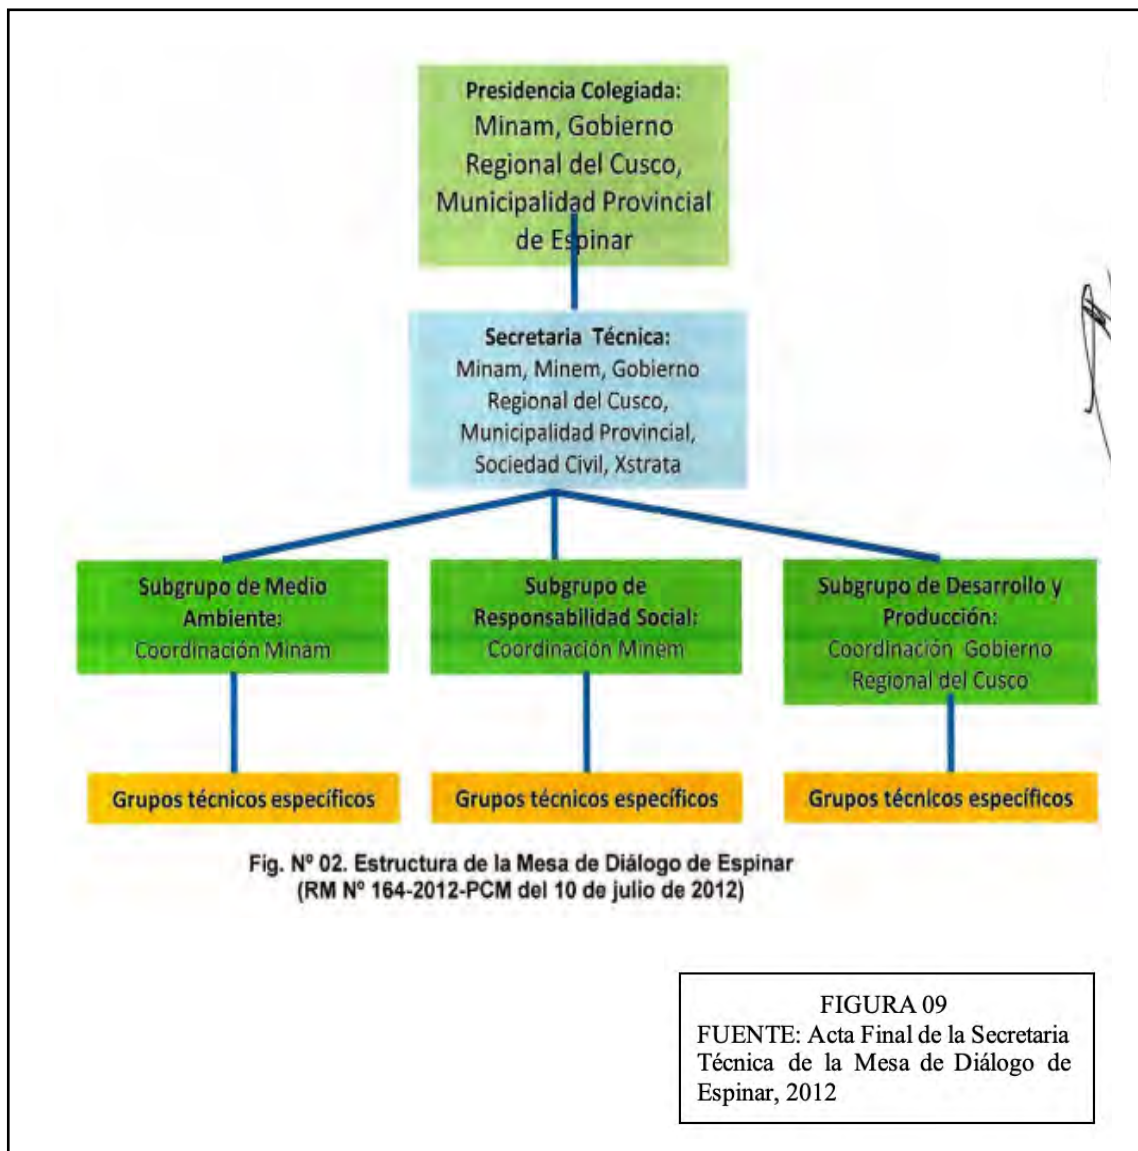 Presidencia Colegiada:
Minam, Gobierno
Regional del Cusco,
Municipalidad Provincial
de Espinar
Secretaria Técnica:
Minam, Minem, Gobierno
Regional del Cusco,
Municipalidad Provincial,
Sociedad Civil, Xstrata
Subgrupo de Medio
Ambiente:
Coordinación Minam
Subgrupo de
Responsabilidad Social:
Coordinación Minem
Subgrupo de Desarrollo y
Producción:
Coordinación Gobierno
Regional del Cusco
Grupos técnicos específicos
Grupos técnicos específicos
Grupos técnicos específicos
Fig. Nº 02. Estructura de la Mesa de Diálogo de Espinar
(RM Nº 164-2012-PCM del 10 de julio de 2012)
FIGURA 09
FUENTE: Acta Final de la Secretaria
Técnica de la Mesa de Diálogo de
Espinar, 2012